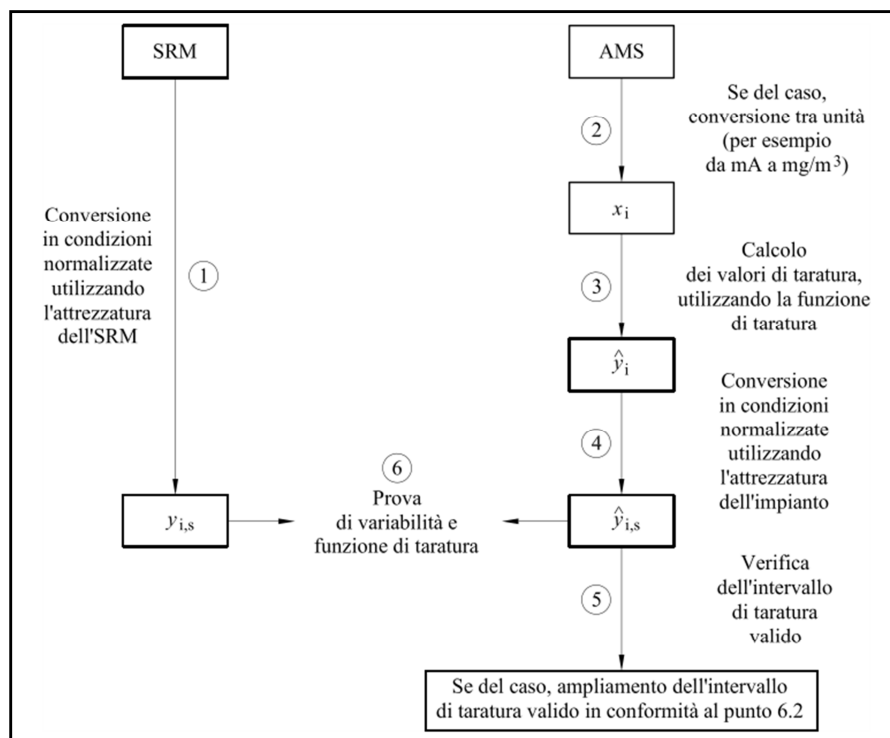 SRM
AMS
Se del caso,
conversione tra unità
(per esempio
da mA a mg/m³)
2
xi
Conversione
in condizioni
normalizzate
utilizzando
l'attrezzatura
dell'SRM
1
Calcolo
dei valori di taratura,
utilizzando la funzione
di taratura
3
ŷi
Conversione
in condizioni
normalizzate
utilizzando
l'attrezzatura
dell'impianto
4
6
Prova
di variabilità e
funzione di taratura
yi,s
ŷi,s
Verifica
dell'intervallo
di taratura
valido
5
Se del caso, ampliamento dell'intervallo
di taratura valido in conformità al punto 6.2